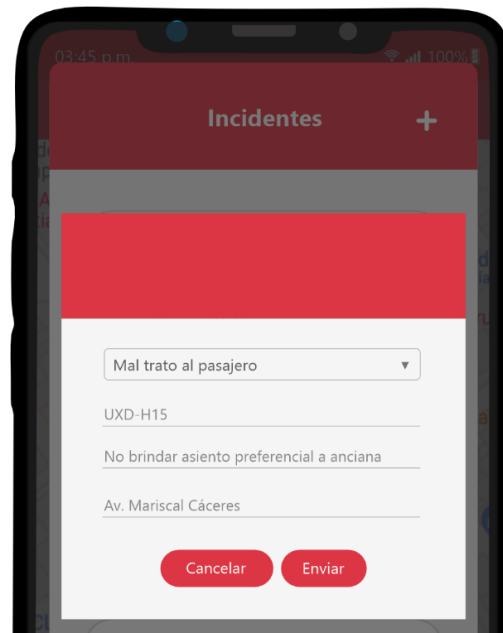 03:45 p.m.
100%
Incidentes
+
Mal trato al pasajero
UXD-H15
No brindar asiento preferencial a anciana
Av. Mariscal Cáceres
Cancelar
Enviar